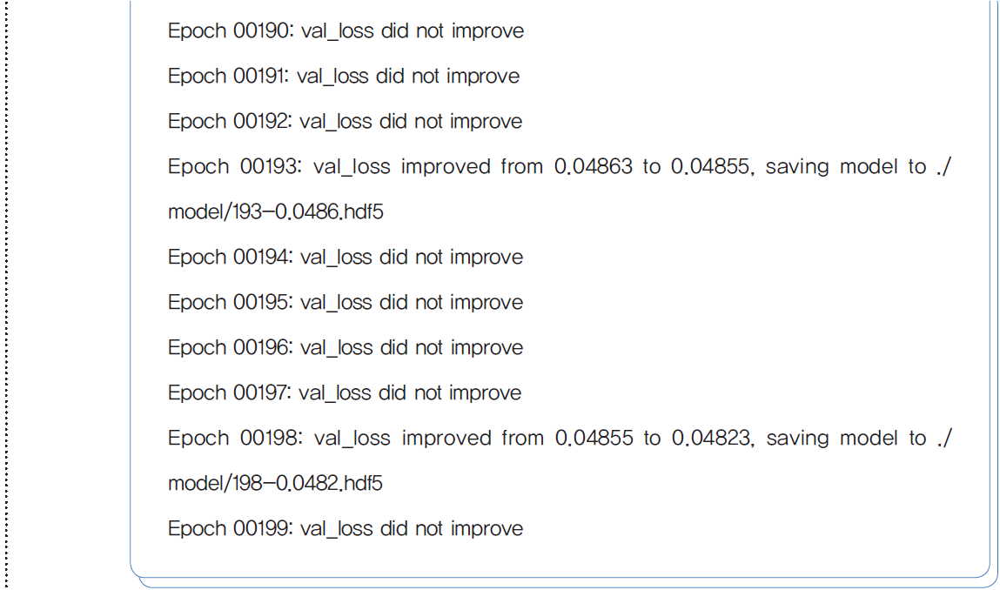 Epoch 00190: val_loss did not improve
Epoch 00191: val_loss did not improve
Epoch 00192: val_loss did not improve
Epoch 00193: val_loss improved from 0.04863 to 0.04855, saving model to ./
model/193-0.0486.hdf5
Epoch 00194: val_loss did not improve
Epoch 00195: val_loss did not improve
Epoch 00196: val_loss did not improve
Epoch 00197: val_loss did not improve
Epoch 00198: val_loss improved from 0.04855 to 0.04823, saving model to ./
model/198-0.0482.hdf5
Epoch 00199: val_loss did not improve